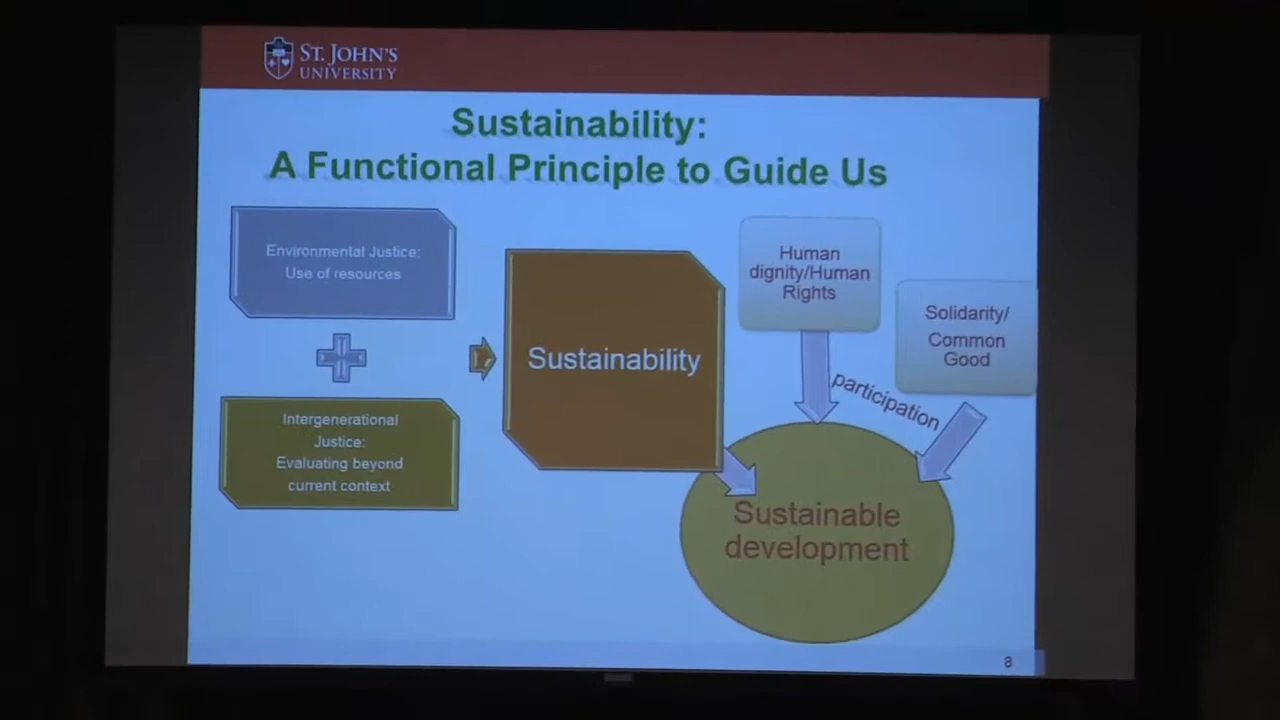 ST. JOHN'S
UNIVERSITY
Sustainability:
A Functional Principle to Guide Us
Environmental Justice:
Use of resources
Intergenerational
Justice:
Evaluating beyond
current context
Sustainability
Human
dignity/Human
Rights
Solidarity/
Common
Good
participation
Sustainable
development
8